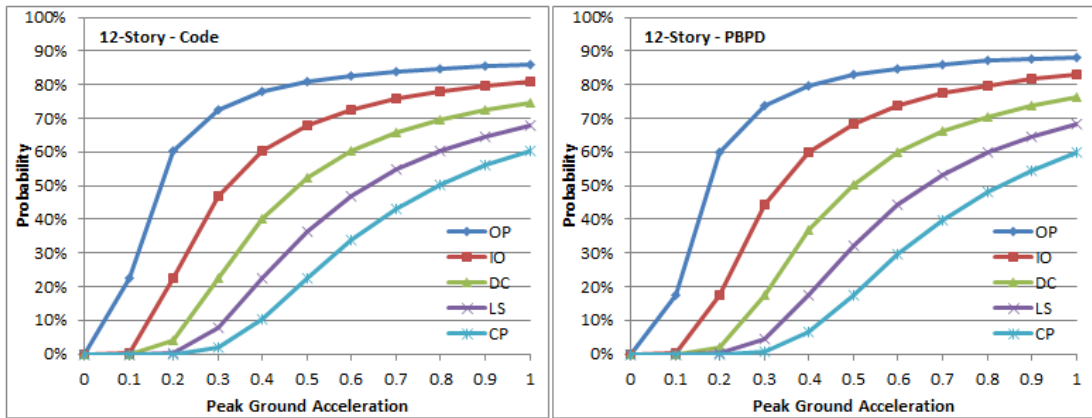 12-Story - Code
100%
90%
80%
70%
60%
50%
40%
30%
20%
10%
0%
Probability
OP
IO
DC
LS
CP
0 0.1 0.2 0.3 0.4 0.5 0.6 0.7 0.8 0.9 1
Peak Ground Acceleration
12-Story - PBPD
100%
90%
80%
70%
60%
50%
40%
30%
20%
10%
0%
Probability
OP
IO
DC
LS
CP
0 0.1 0.2 0.3 0.4 0.5 0.6 0.7 0.8 0.9 1
Peak Ground Acceleration